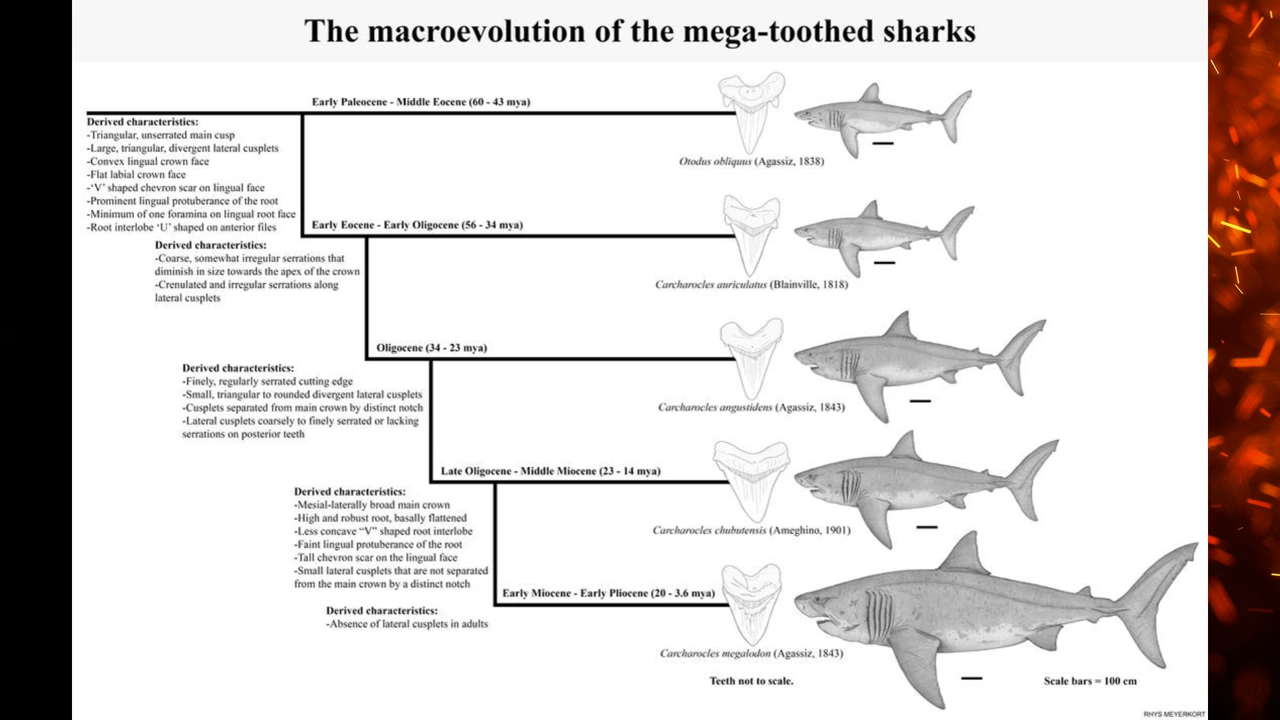 The macroevolution of the mega-toothed sharks
Early Paleocene - Middle Eocene (60 - 43 mya)
Derived characteristics:
-Triangular, unserrated main cusp
-Large, triangular, divergent lateral cusplets
-Convex lingual crown face
-Flat labial crown face
-‘V’ shaped chevron scar on lingual face
-Prominent lingual protuberance of the root
-Minimum of one foramina on lingual root face
-Root interlobe ‘U’ shaped on anterior files
Otodus obliquus (Agassiz, 1838)
Early Eocene - Early Oligocene (56 - 34 mya)
Derived characteristics:
-Coarse, somewhat irregular serrations that
diminish in size towards the apex of the crown
-Crenulated and irregular serrations along
lateral cusplets
Carcharocles auriculatus (Blainville, 1818)
Oligocene (34 - 23 mya)
Derived characteristics:
-Finely, regularly serrated cutting edge
-Small, triangular to rounded divergent lateral cusplets
-Cusplets separated from main crown by distinct notch
-Lateral cusplets coarsely to finely serrated or lacking
serrations on posterior teeth
Carcharocles angustidens (Agassiz, 1843)
Late Oligocene - Middle Miocene (23 - 14 mya)
Derived characteristics:
-Mesial-laterally broad main crown
-High and robust root, basally flattened
-Less concave “V” shaped root interlobe
-Faint lingual protuberance of the root
-Tall chevron scar on the lingual face
-Small lateral cusplets that are not separated
from the main crown by a distinct notch
Carcharocles chubutensis (Ameghino, 1901)
Early Miocene - Early Pliocene (20 - 3.6 mya)
Derived characteristics:
-Absence of lateral cusplets in adults
Carcharocles megalodon (Agassiz, 1843)
Teeth not to scale.
Scale bars = 100 cm
RHYS MEYERKORT